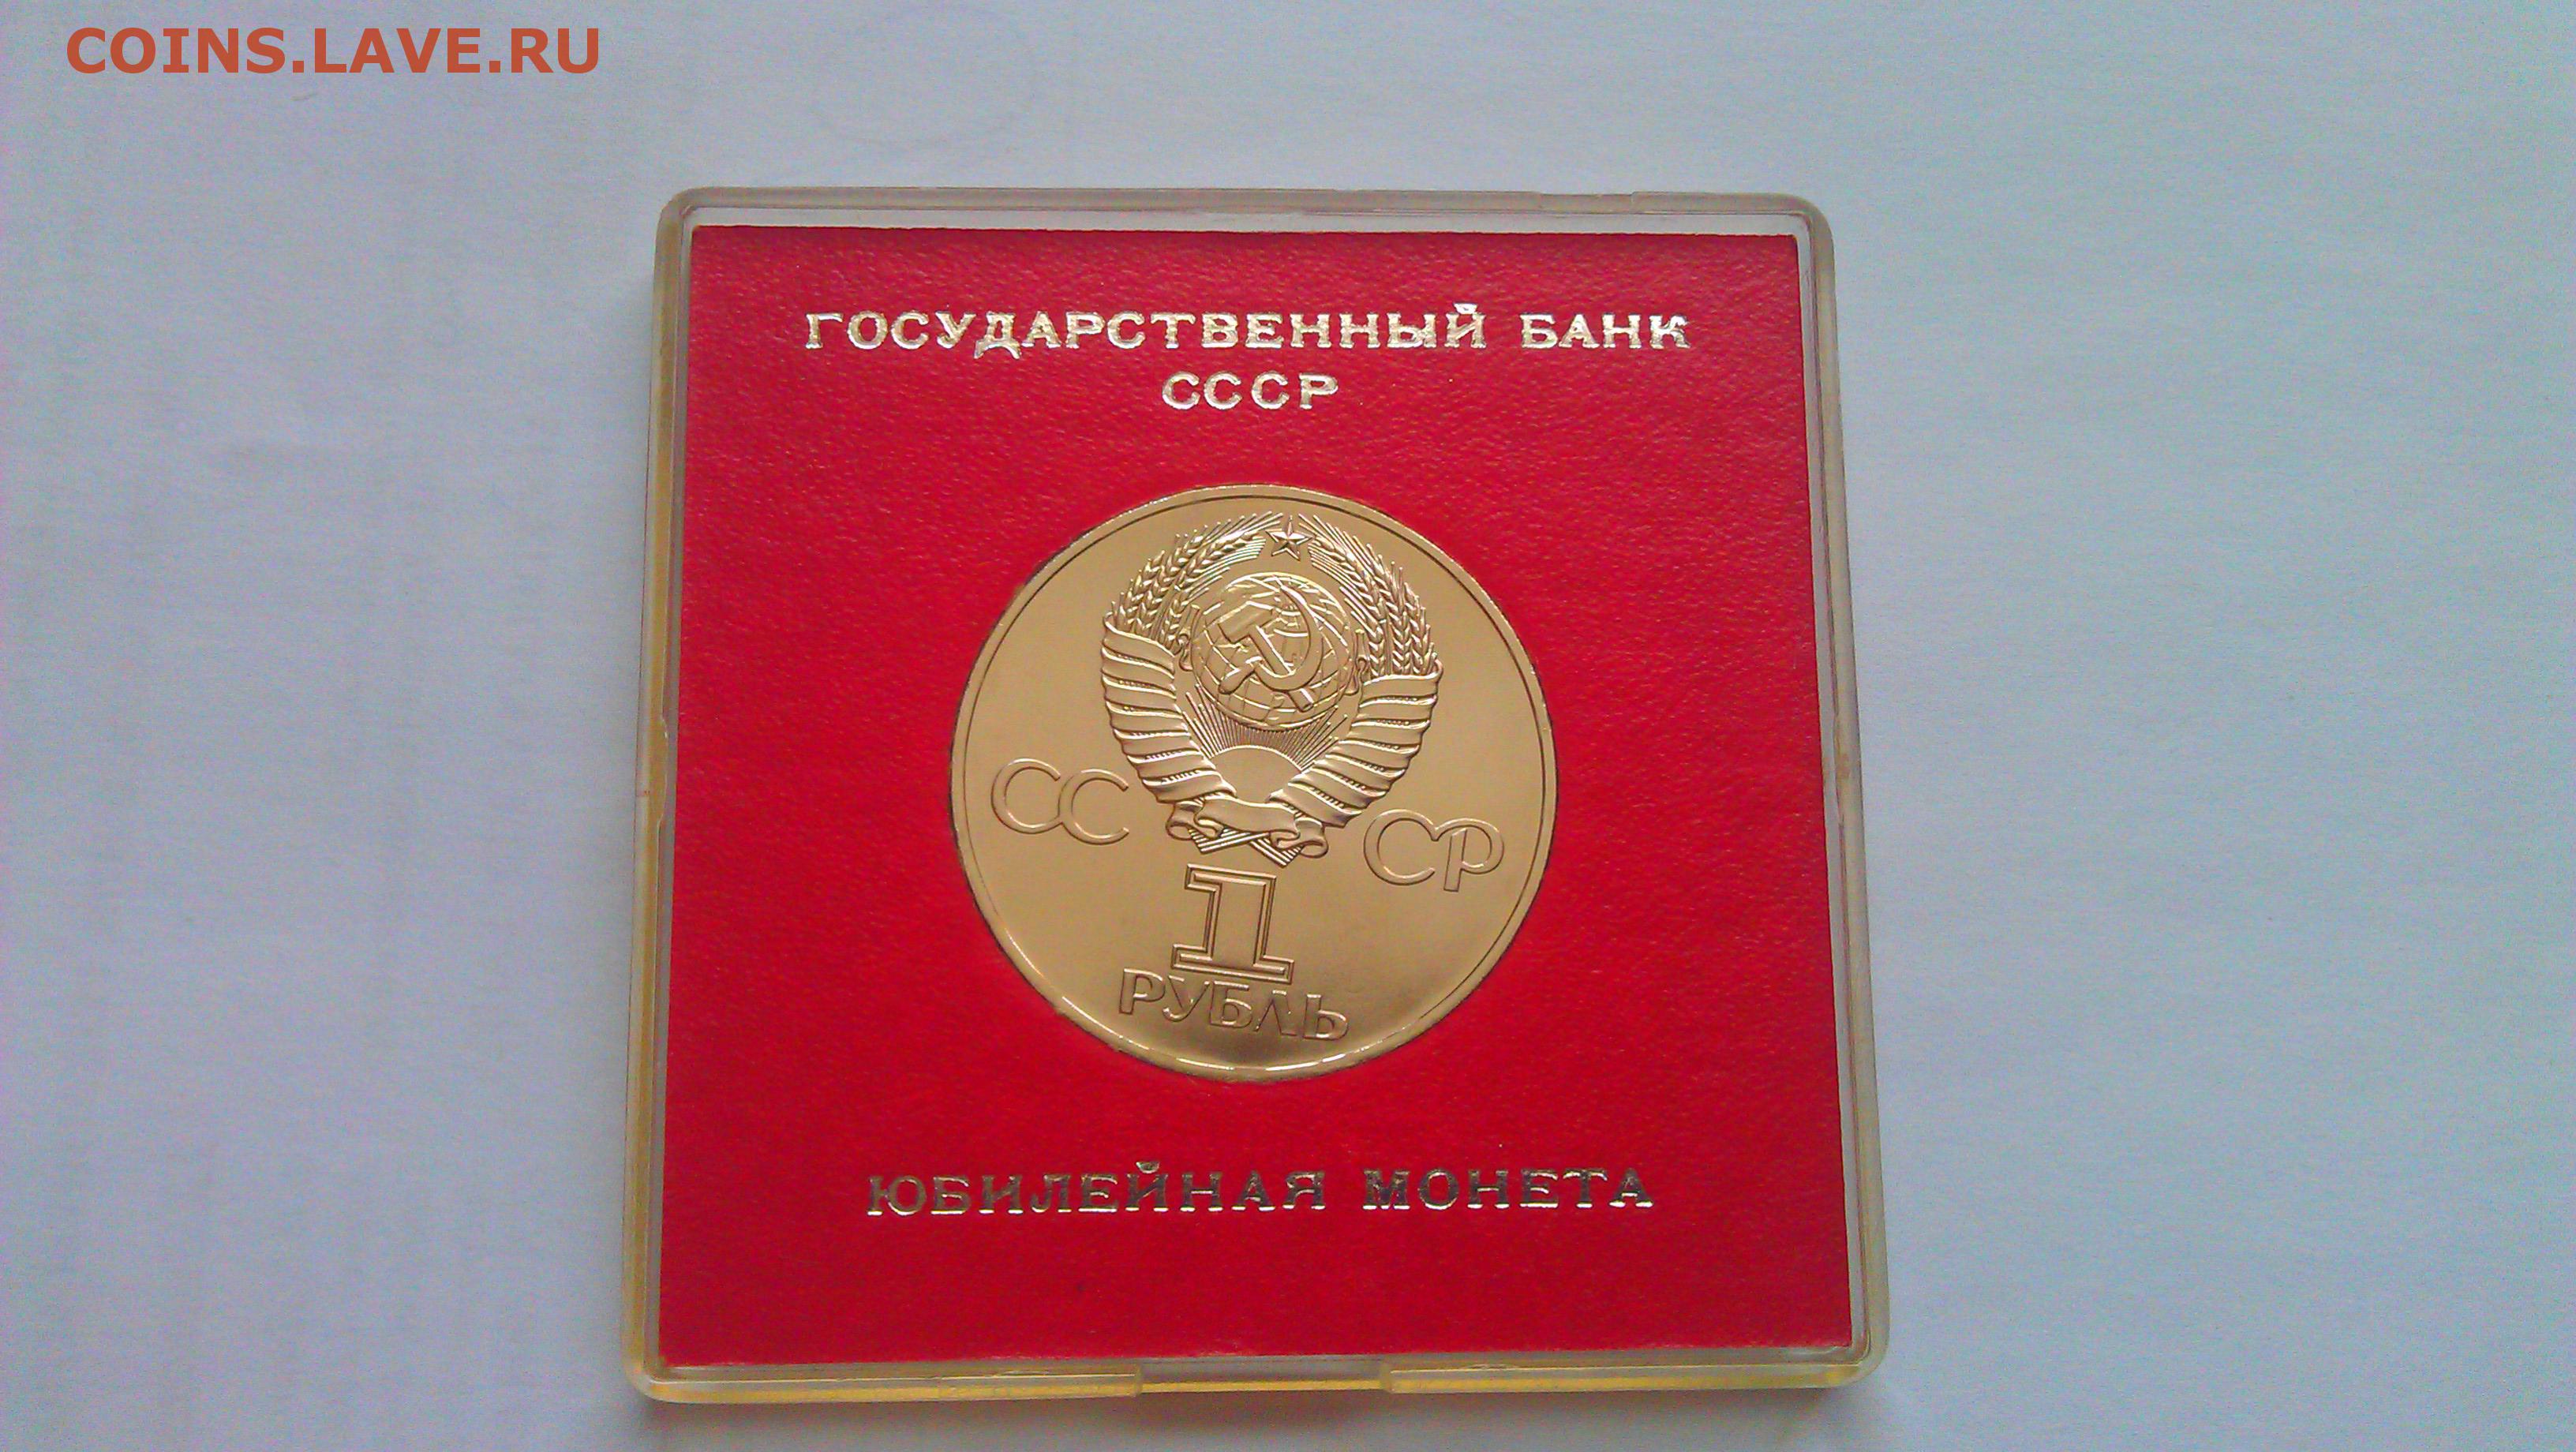 COINS.LAVE.RU
ГОСУДАРСТВЕННЫЙ БАНК
СССР
СС СР
1
РУБЛЬ
ЮБИЛЕЙНАЯ МОНЕТА